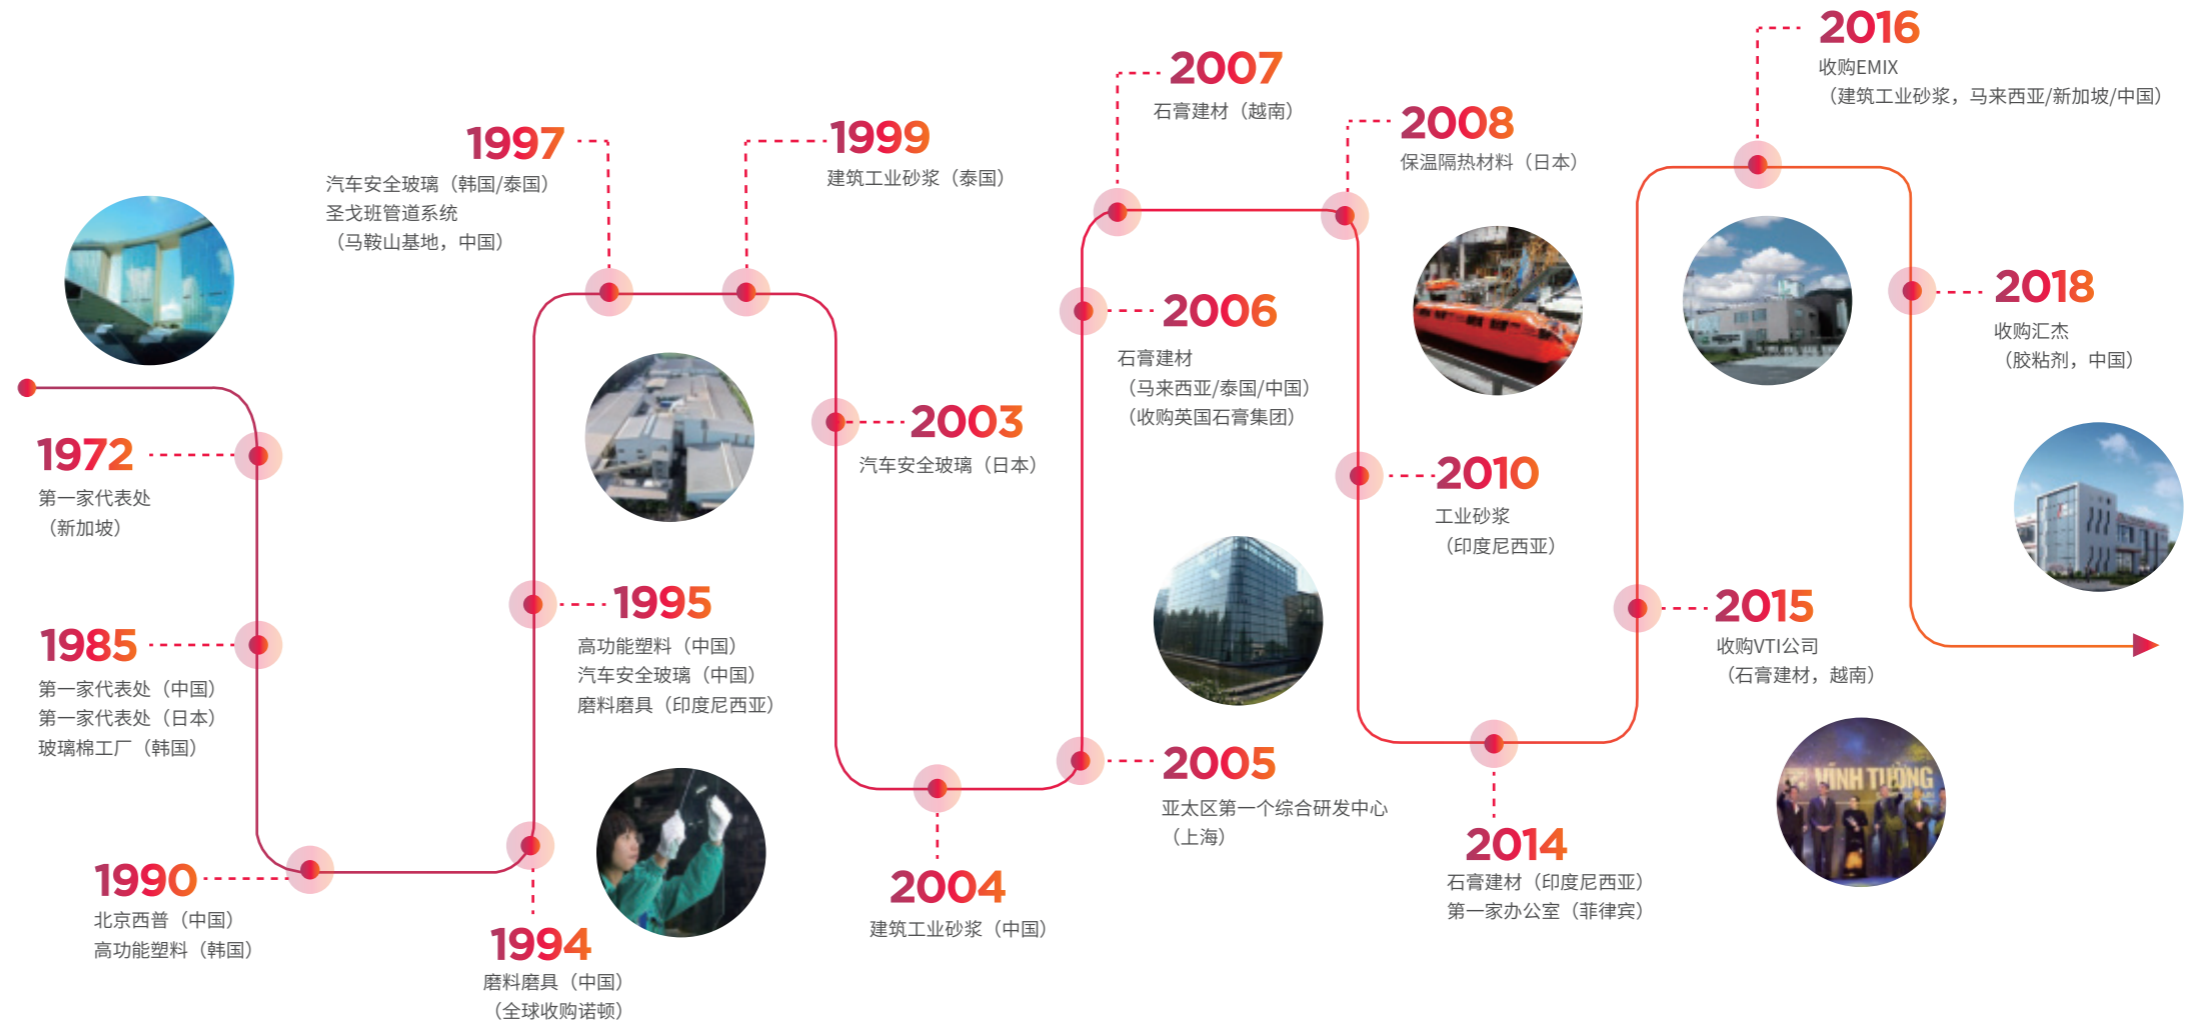 1972
第一家代表处
（新加坡）
1985
第一家代表处（中国）
第一家代表处（日本）
玻璃棉工厂（韩国）
1990
北京西普（中国）
高功能塑料（韩国）
1994
磨料磨具（中国）
（全球收购诺顿）
1995
高功能塑料（中国）
汽车安全玻璃（中国）
磨料磨具（印度尼西亚）
1997
汽车安全玻璃（韩国/泰国）
圣戈班管道系统
（马鞍山基地，中国）
1999
建筑工业砂浆（泰国）
2003
汽车安全玻璃（日本）
2004
建筑工业砂浆（中国）
2005
亚太区第一个综合研发中心
（上海）
2006
石膏建材
（马来西亚/泰国/中国）
（收购英国石膏集团）
2007
石膏建材（越南）
2008
保温隔热材料（日本）
2010
工业砂浆
（印度尼西亚）
2014
石膏建材（印度尼西亚）
第一家办公室（菲律宾）
2015
收购VTI公司
（石膏建材，越南）
VĨNH TƯỜNG
2016
收购EMIX
（建筑工业砂浆，马来西亚/新加坡/中国）
2018
收购汇杰
（胶粘剂，中国）